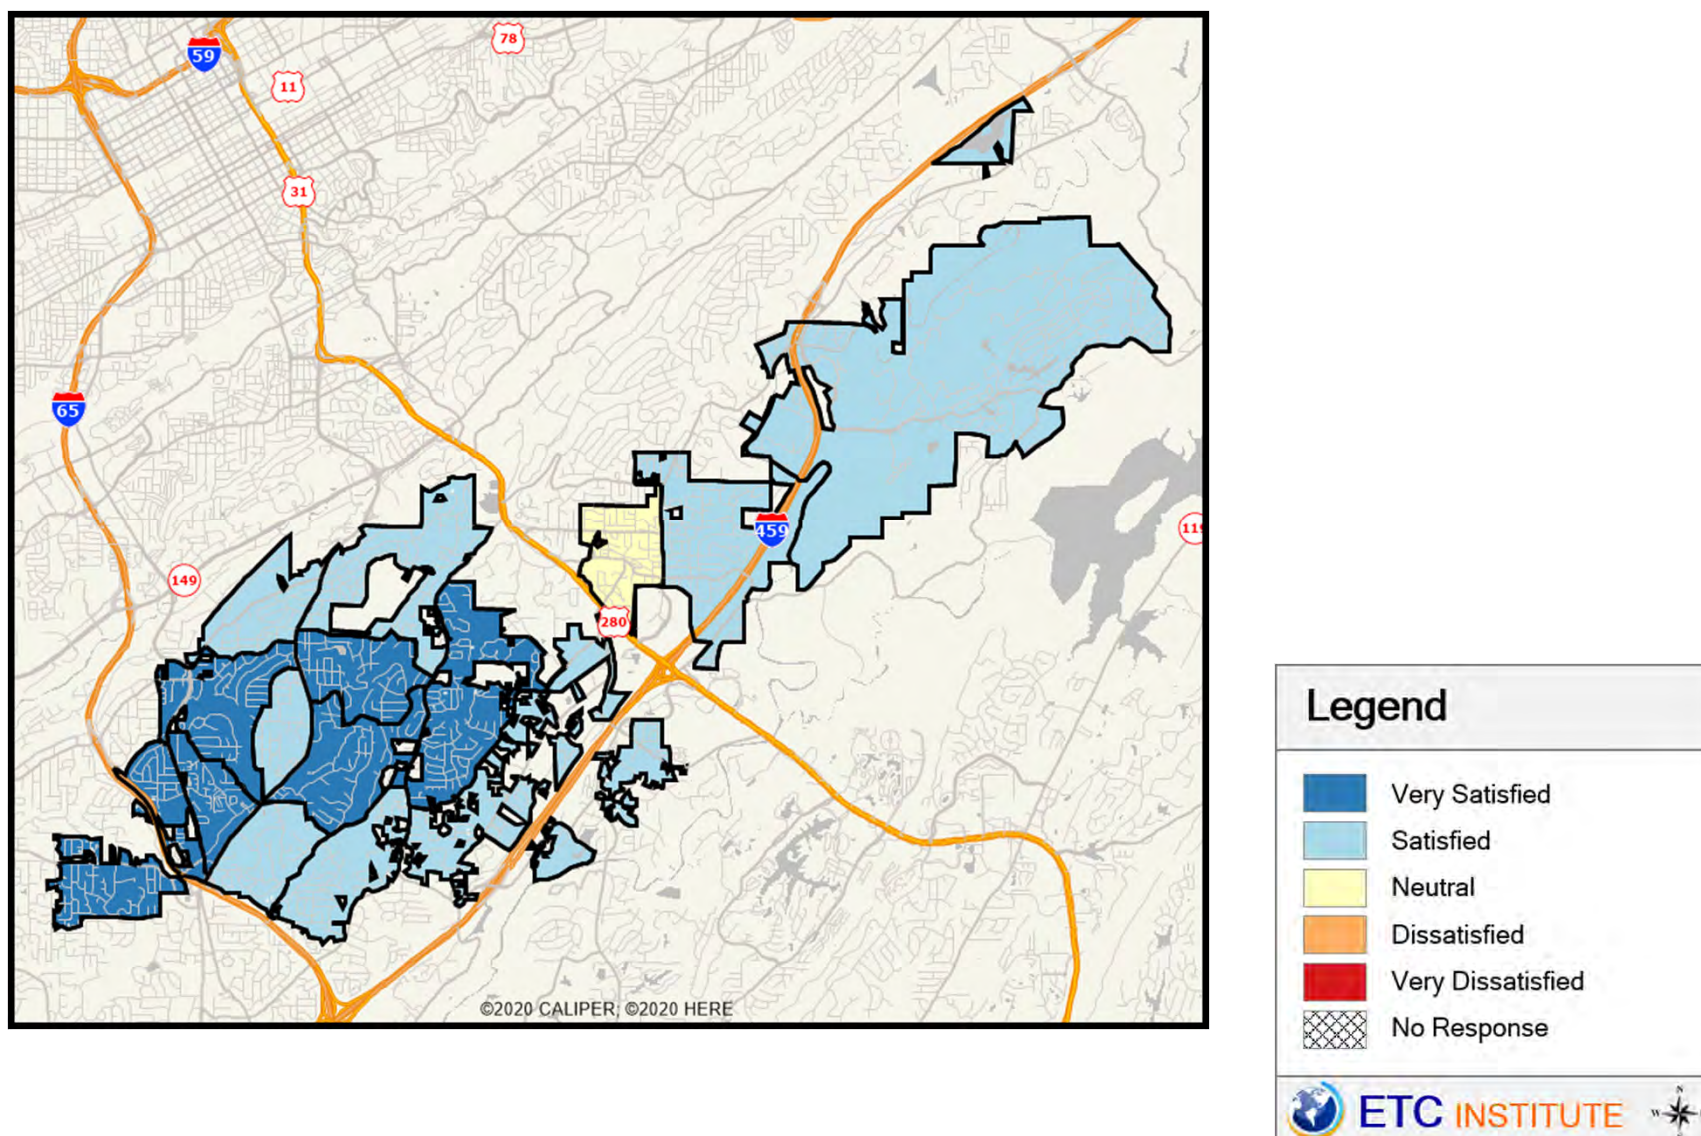 59
78
11
31
65
459
119
149
280
©2020 CALIPER; ©2020 HERE
Legend
Very Satisfied
Satisfied
Neutral
Dissatisfied
Very Dissatisfied
No Response
N
W
S
ETC INSTITUTE